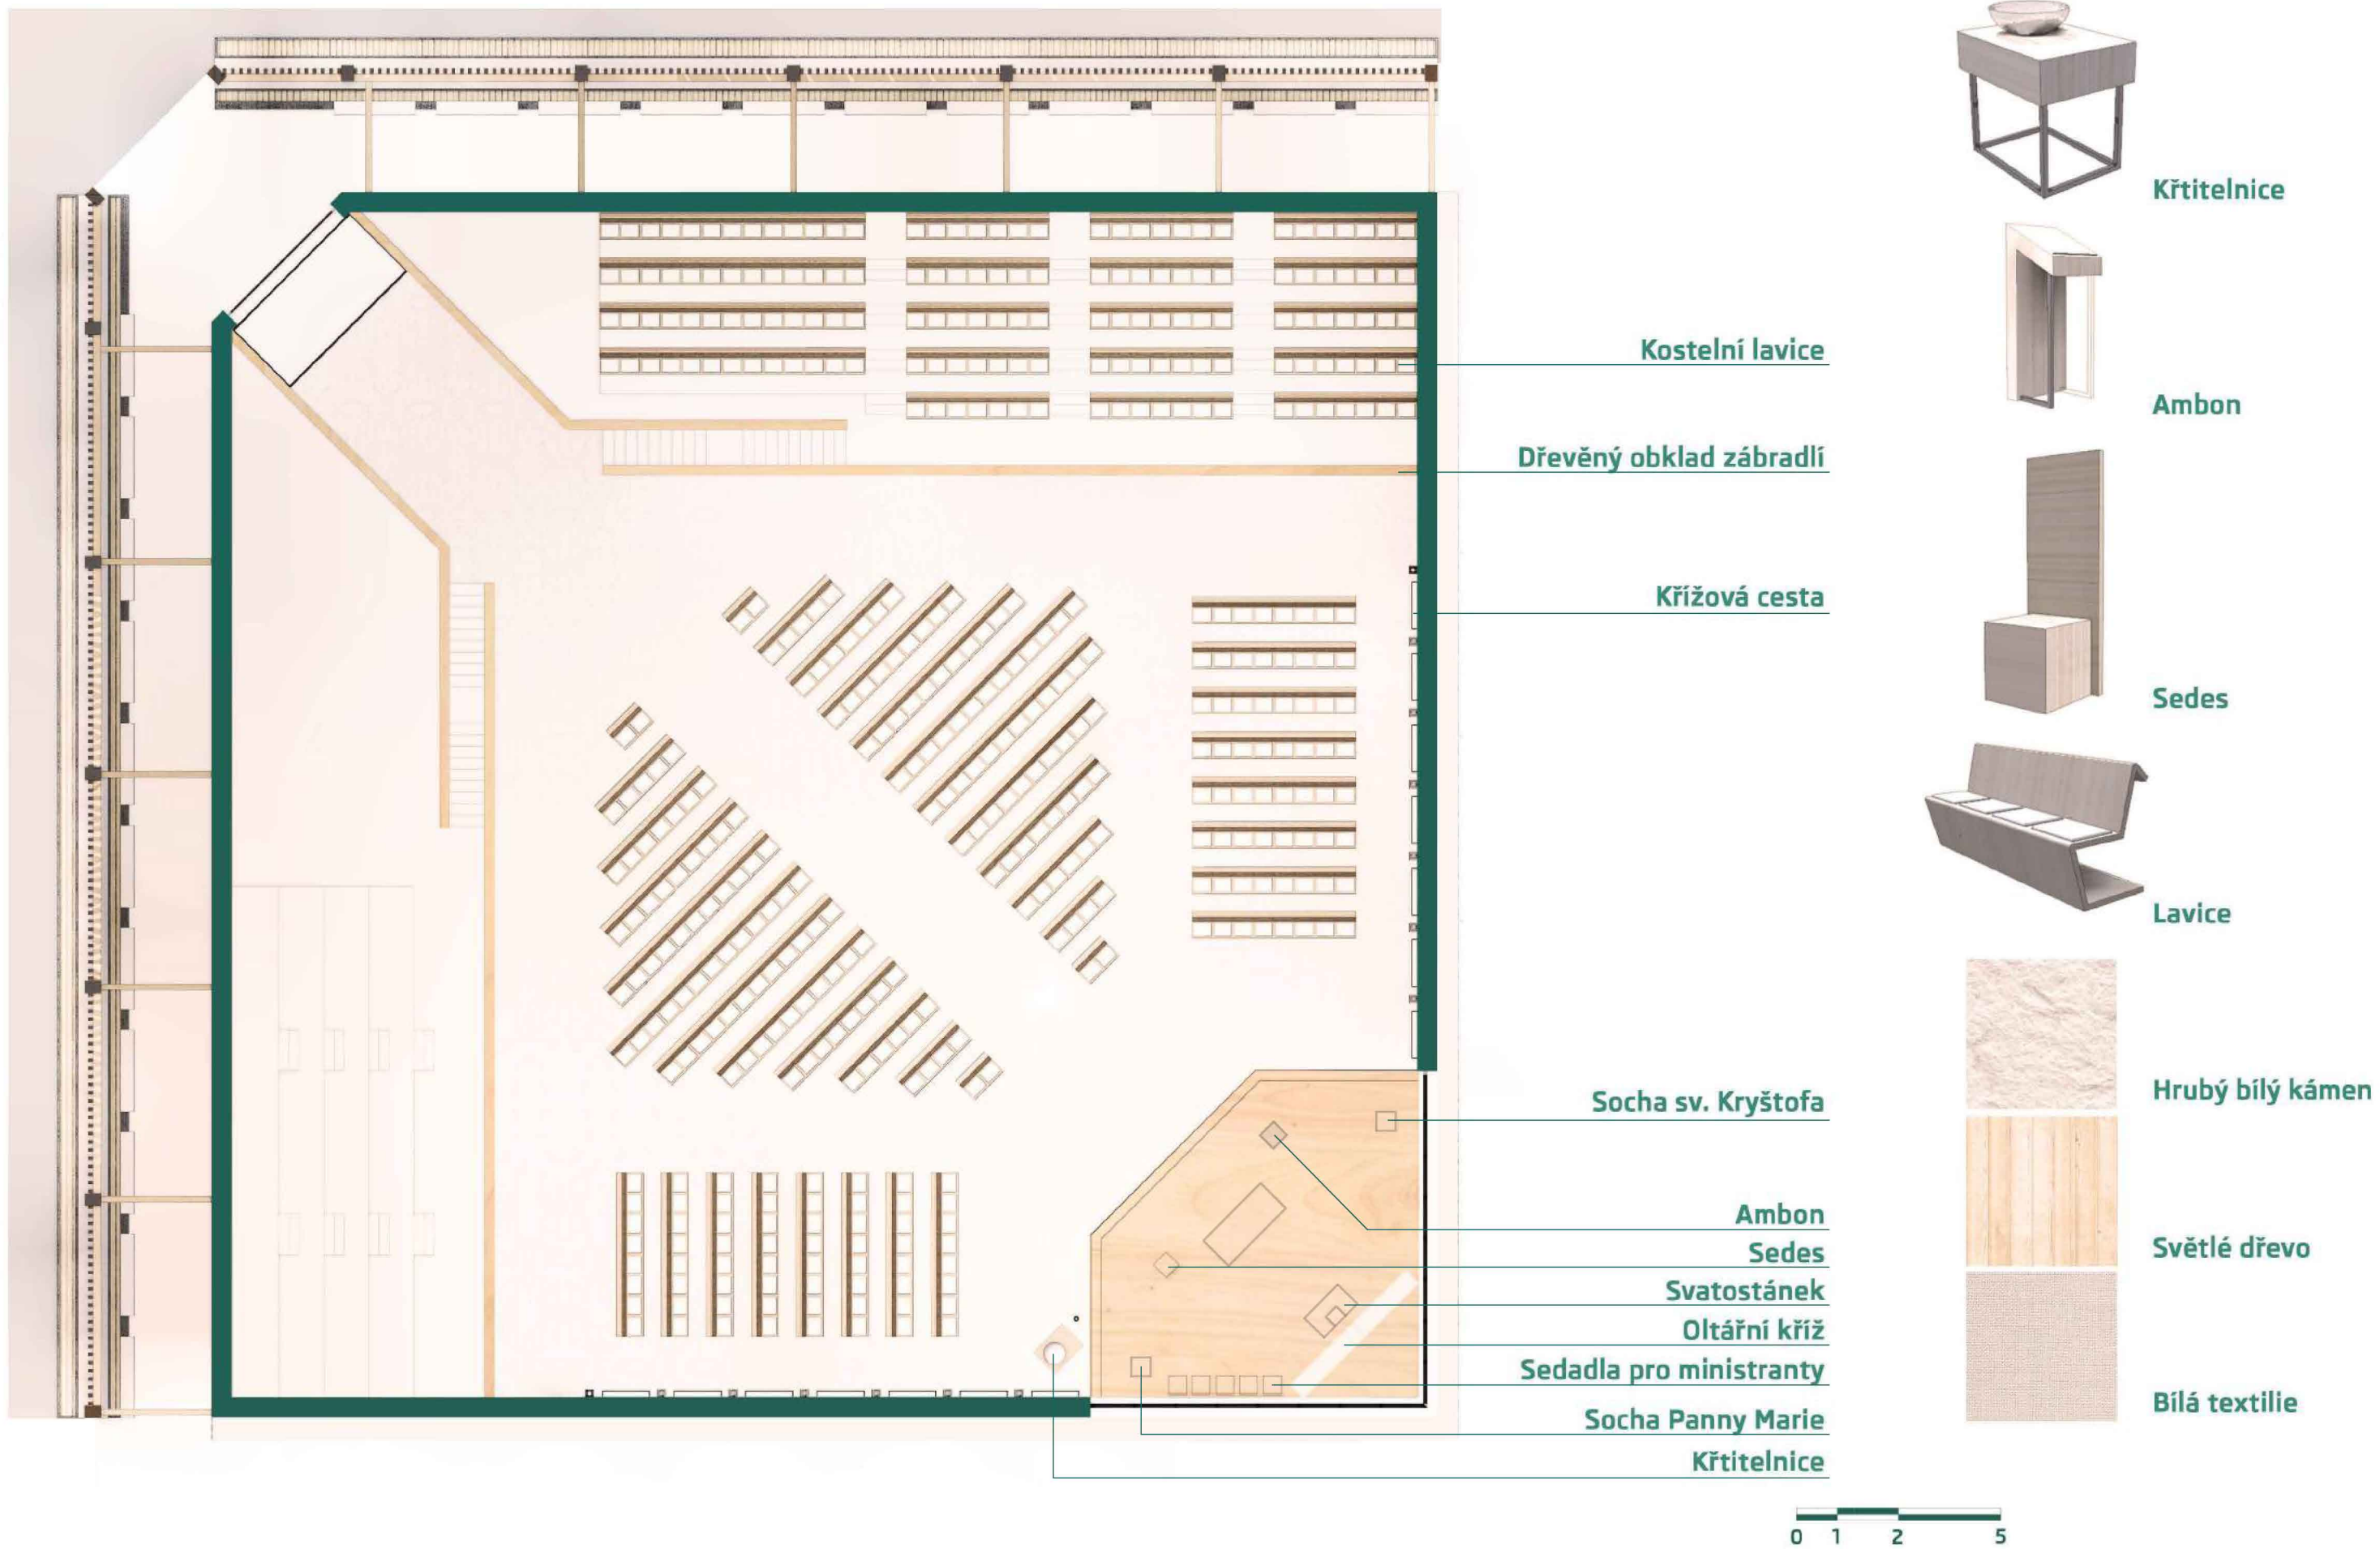 Kostelní lavice
Dřevěný obklad zábradlí
Křížová cesta
Socha sv. Kryštofa
Ambon
Sedes
Svatostánek
Oltářní kříž
Sedadla pro ministranty
Socha Panny Marie
Křtitelnice
Křtitelnice
Ambon
Sedes
Lavice
Hrubý bílý kámen
Světlé dřevo
Bílá textilie
0 1 2 5